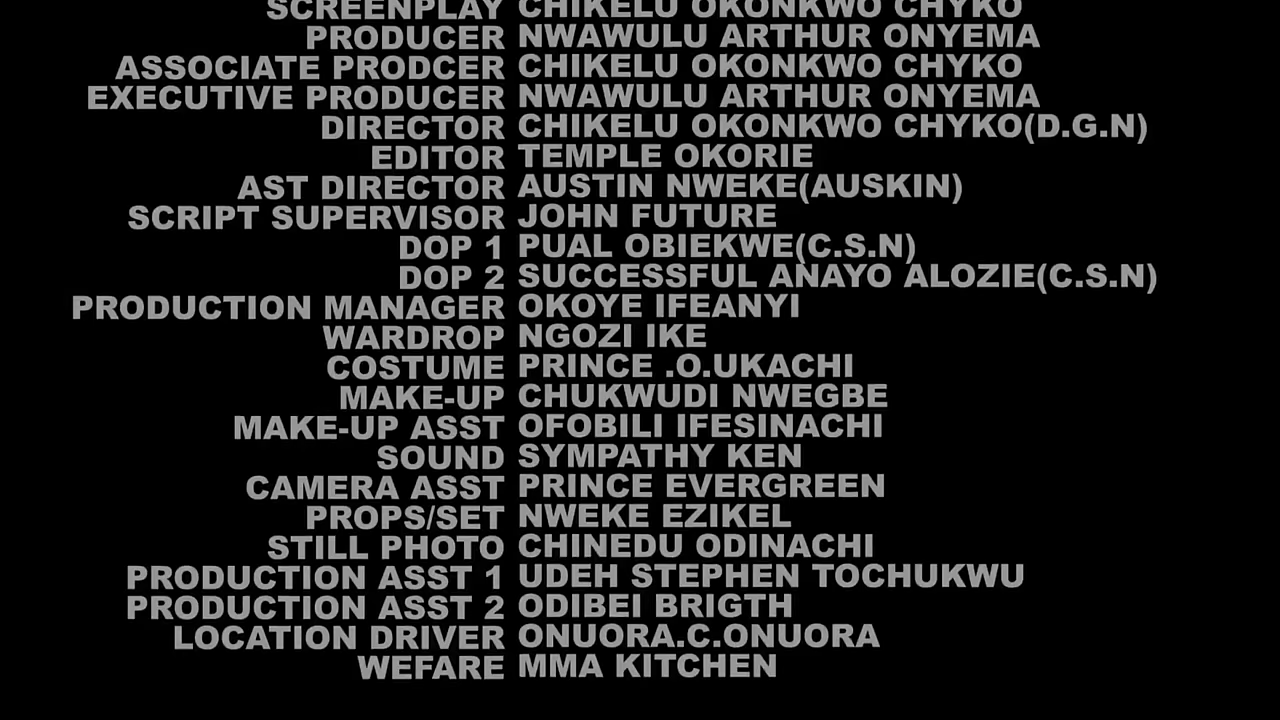 SCREENPLAY CHIKELU OKONKWO CHYKO
PRODUCER NWAWULU ARTHUR ONYEMA
ASSOCIATE PRODCER CHIKELU OKONKWO CHYKO
EXECUTIVE PRODUCER NWAWULU ARTHUR ONYEMA
DIRECTOR CHIKELU OKONKWO CHYKO(D.G.N)
EDITOR TEMPLE OKORIE
AST DIRECTOR AUSTIN NWEKE(AUSKIN)
SCRIPT SUPERVISOR JOHN FUTURE
DOP 1 PUAL OBIEKWE(C.S.N)
DOP 2 SUCCESSFUL ANAYO ALOZIE(C.S.N)
PRODUCTION MANAGER OKOYE IFEANYI
WARDROP NGOZI IKE
COSTUME PRINCE .O.UKACHI
MAKE-UP CHUKWUDI NWEGBE
MAKE-UP ASST OFOBILI IFESINACHI
SOUND SYMPATHY KEN
CAMERA ASST PRINCE EVERGREEN
PROPS/SET NWEKE EZIKEL
STILL PHOTO CHINEDU ODINACHI
PRODUCTION ASST 1 UDEH STEPHEN TOCHUKWU
PRODUCTION ASST 2 ODIBEI BRIGTH
LOCATION DRIVER ONUORA.C.ONUORA
WEFARE MMA KITCHEN